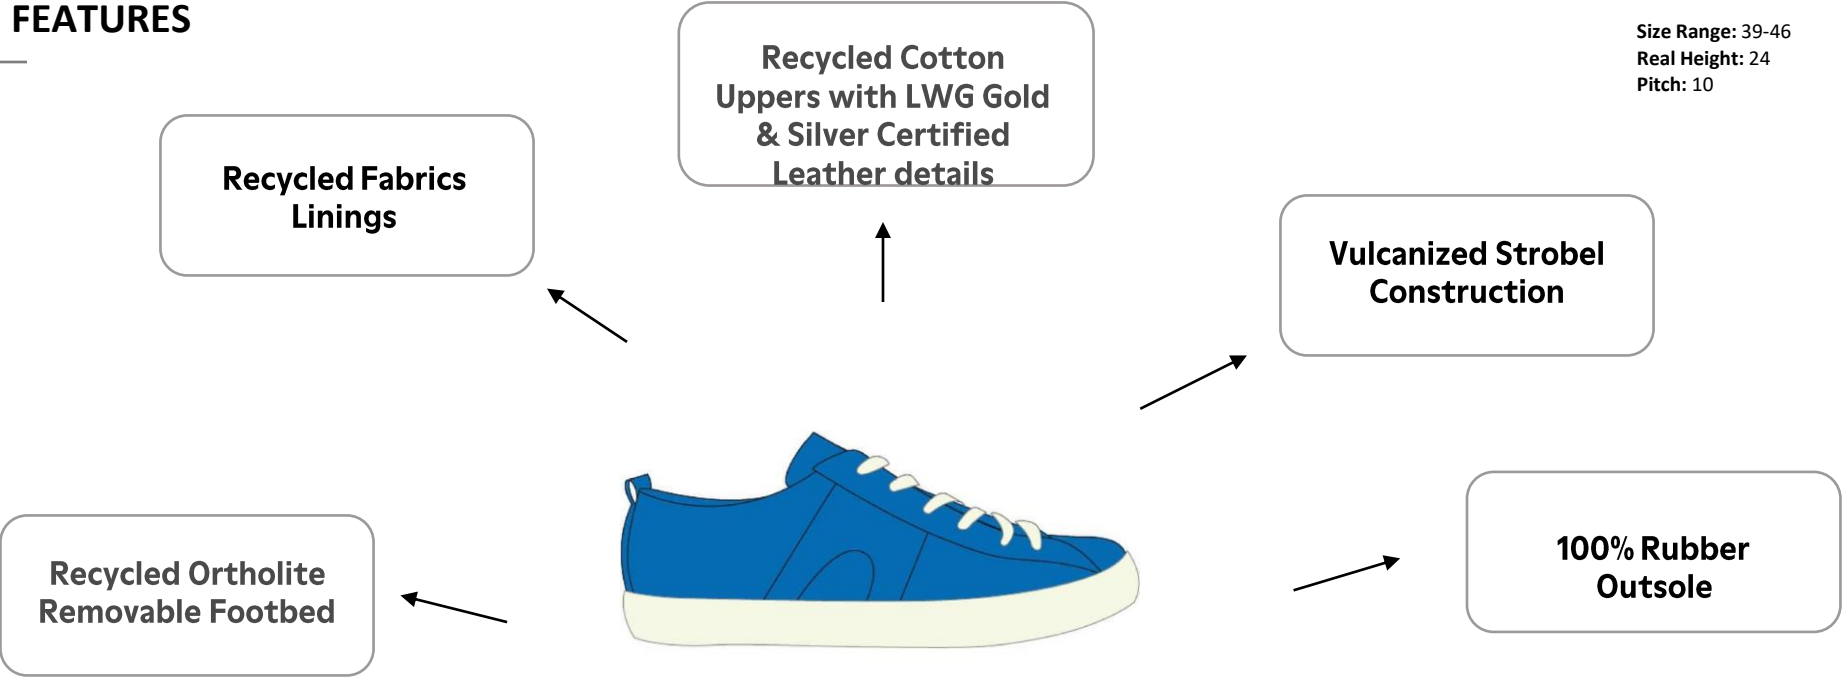 FEATURES
Size Range: 39-46
Real Height: 24
Pitch: 10
Recycled Cotton
Uppers with LWG Gold
& Silver Certified
Leather details
Recycled Fabrics
Linings
Vulcanized Strobel
Construction
Recycled Ortholite
Removable Footbed
100% Rubber
Outsole